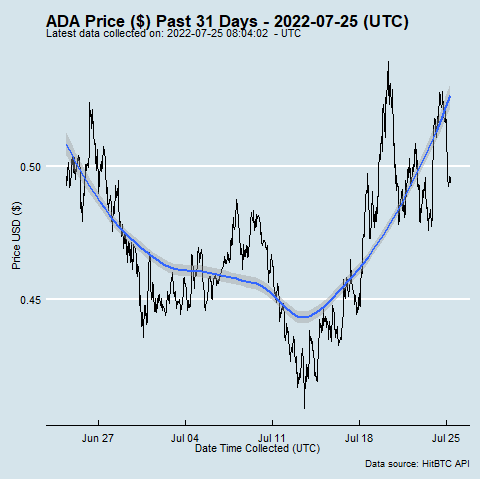 ADA Price ($) Past 31 Days - 2022-07-25 (UTC)
Latest data collected on: 2022-07-25 08:04:02 - UTC
0.50
Price USD ($)
0.45
Jun 27 Jul 04 Jul 11 Jul 18 Jul 25
Date Time Collected (UTC)
Data source: HitBTC API